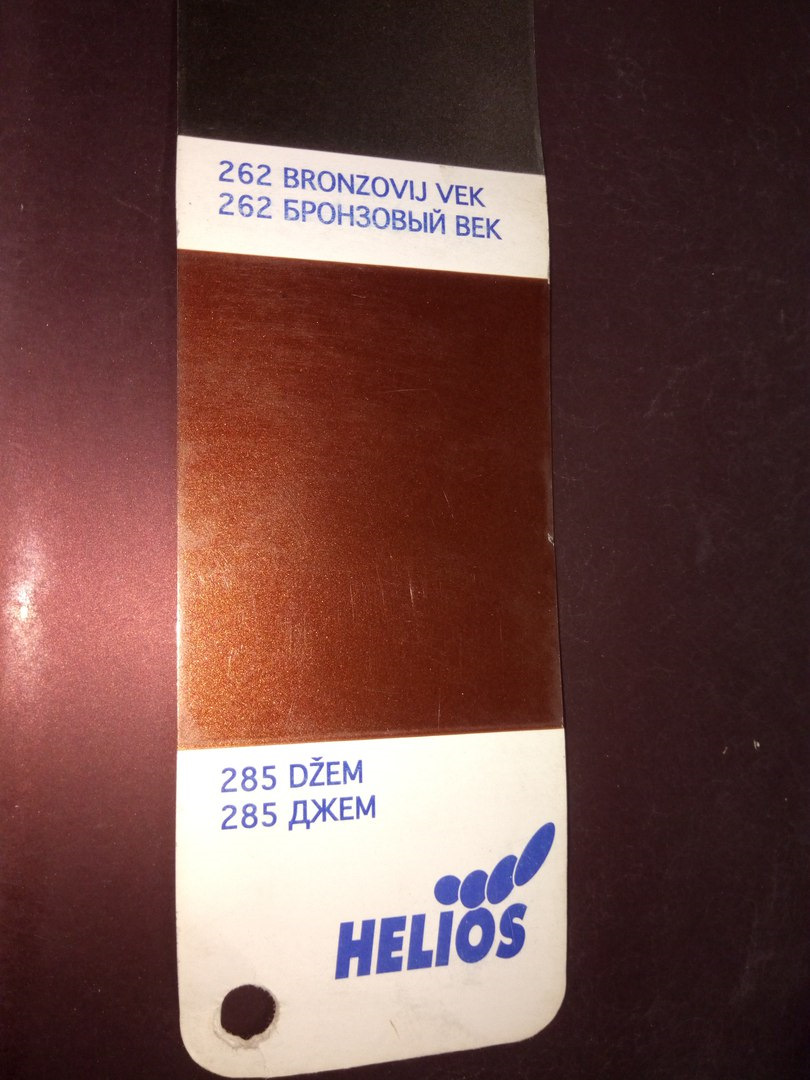 262 BRONZOVIJ VEK
262 БРОНЗОВЫЙ ВЕК
285 DŽEM
285 ДЖЕМ
HELIOS